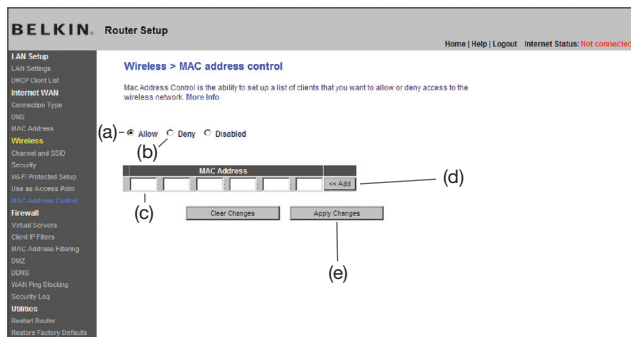 BELKIN. Router Setup
Home | Help | Logout Internet Status: Not connected
LAN Setup
LAN Settings
DHCP Client List
Internet WAN
Connection Type
DNS
MAC Address
Wireless
Channel and SSID
Security
Wi-Fi Protected Setup
Use as Access Point
MAC Address Control
Firewall
Virtual Servers
Client IP Filters
MAC Address Filtering
DMZ
DDNS
WAN Ping Blocking
Security Log
Utilities
Restart Router
Restore Factory Defaults
Wireless > MAC address control
Mac Address Control is the ability to set up a list of clients that you want to allow or deny access to the
wireless network. More Info
(a) Allow Deny Disabled
(b)
MAC Address
: : : : : << Add
(c)
(d)
Clear Changes Apply Changes
(e)